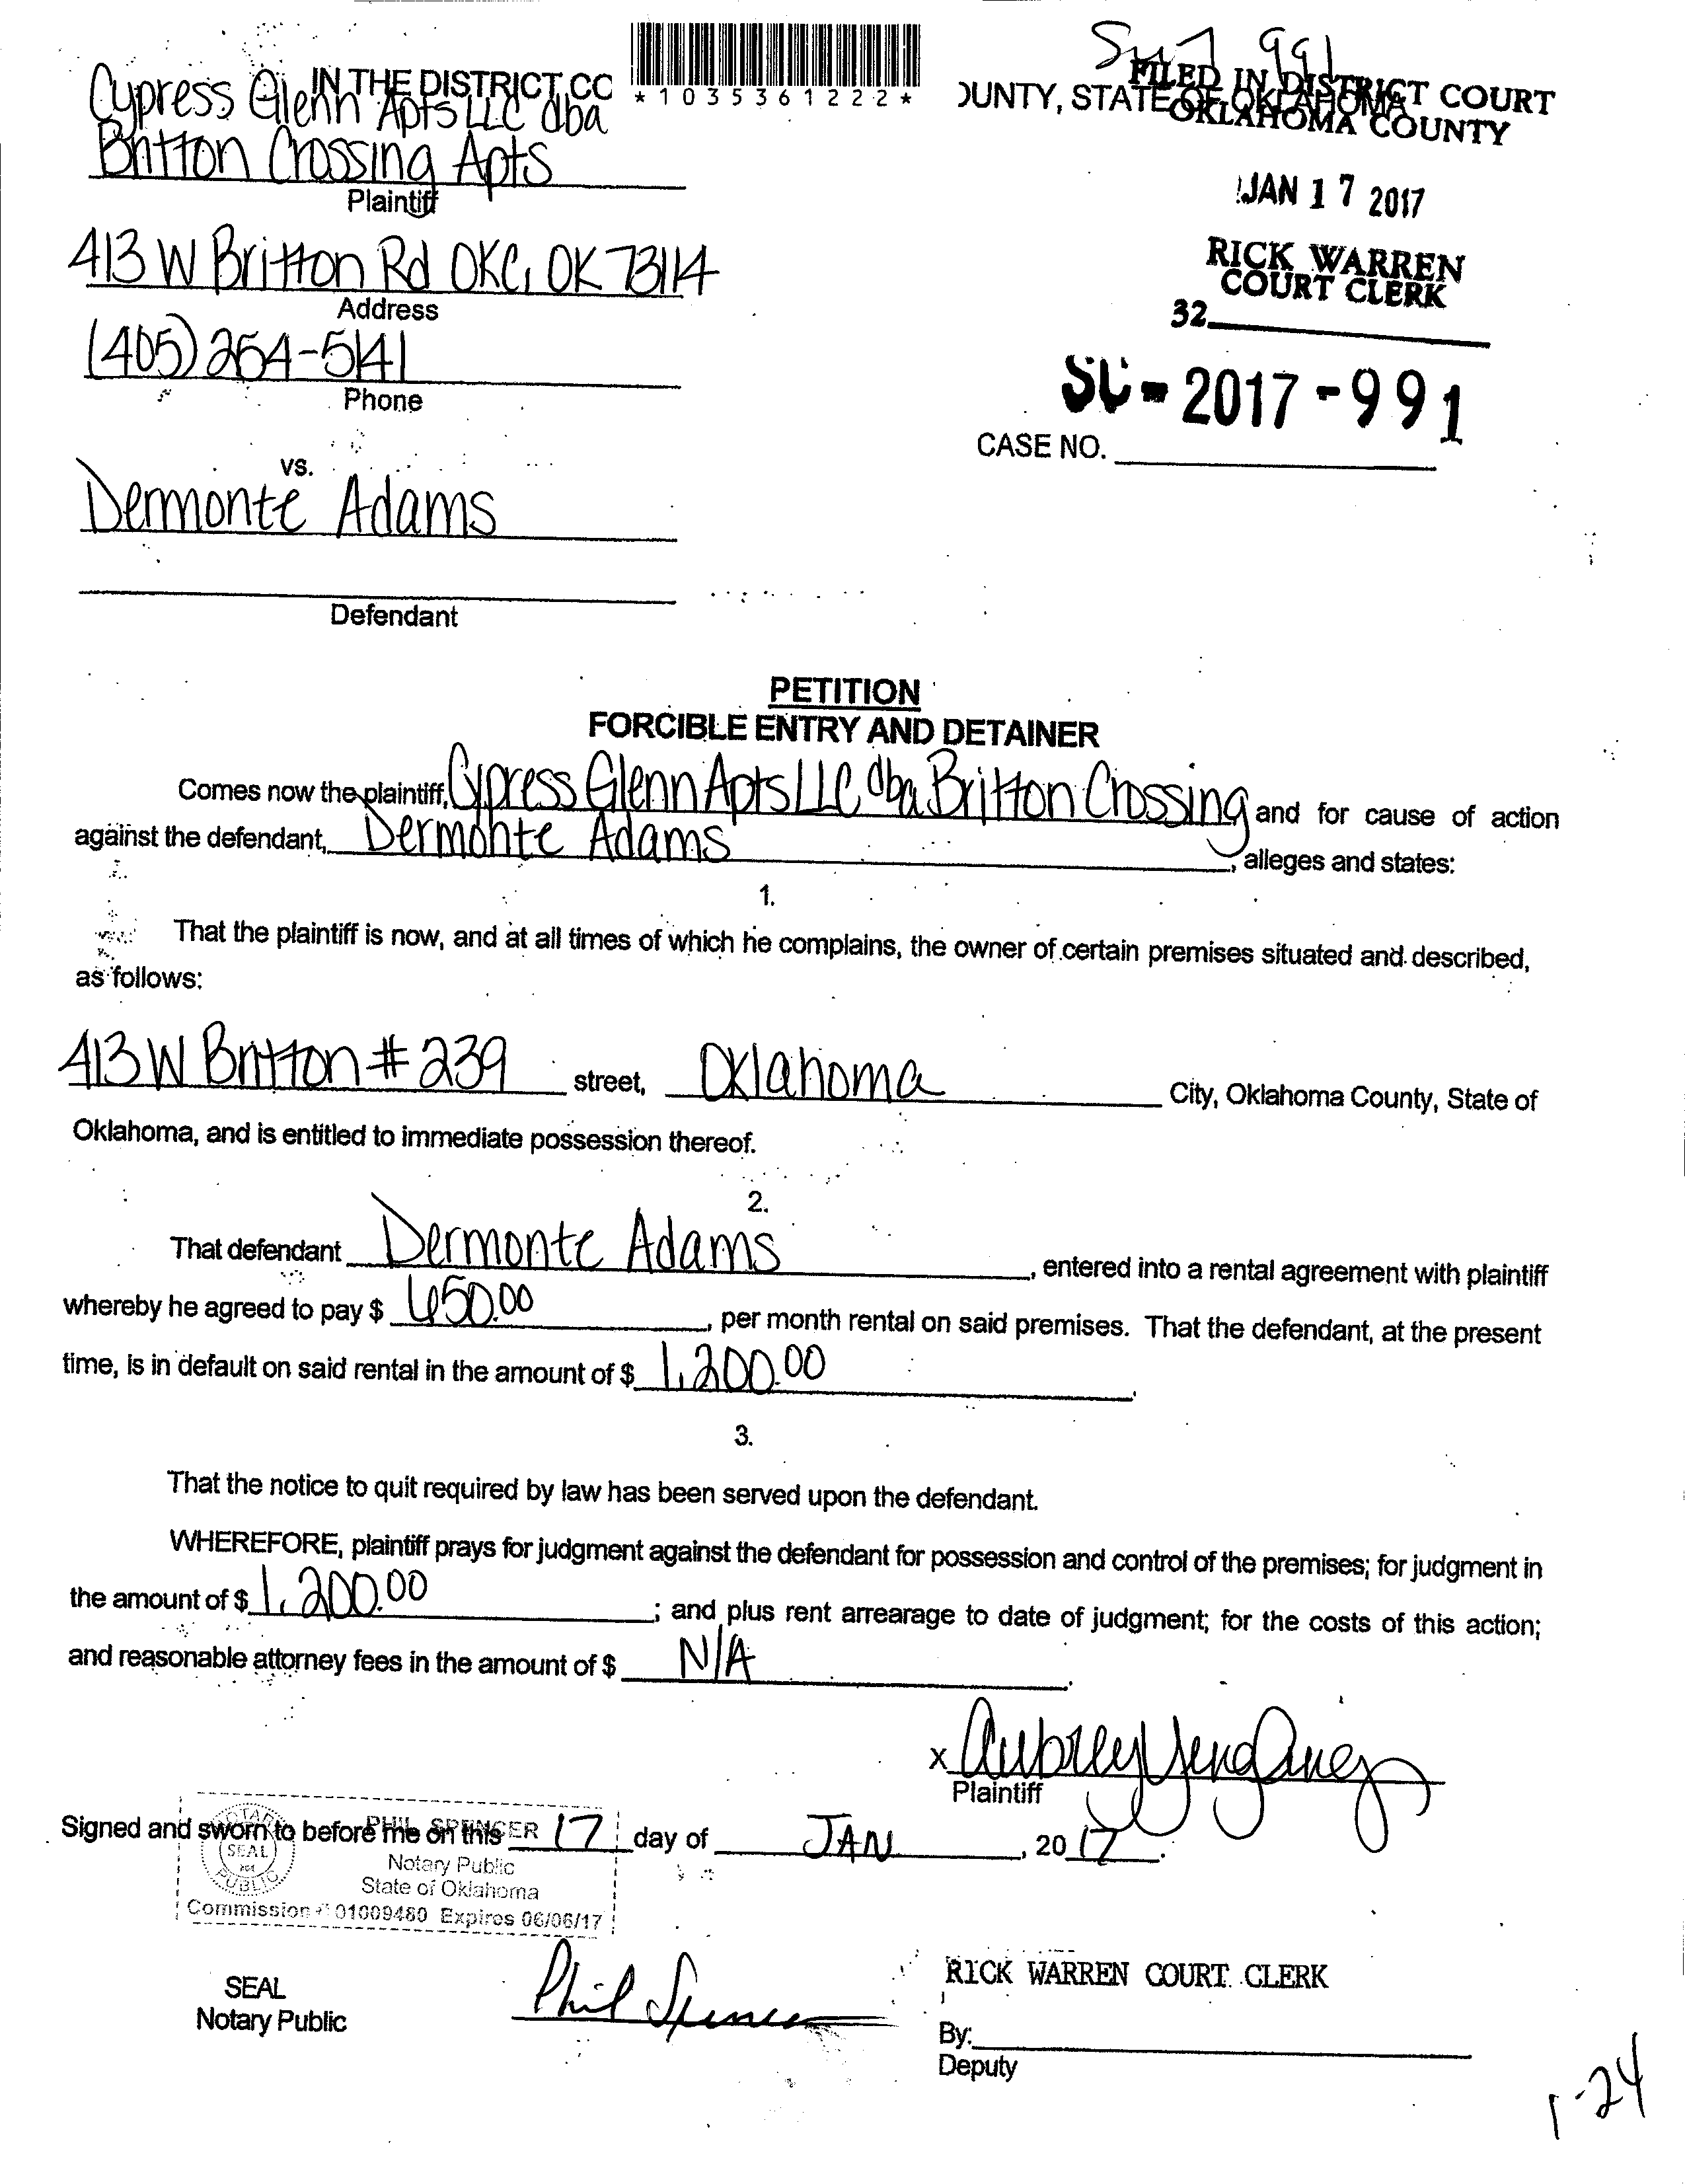 Sm 7 991
IN THE DISTRICT CO
*1035361222*
OUNTY, STATE OF OKLAHOMA
FILED IN DISTRICT COURT
OKLAHOMA COUNTY
Cypress Glenn Apts LLC dba
Britton Crossing Apts
Plaintiff
JAN 17 2017
RICK WARREN
COURT CLERK
32
413 W Britton Rd OKC, OK 73114
Address
(405) 254-5141
Phone
SC-2017-991
CASE NO.
vs.
Dermonte Adams
Defendant
PETITION
FORCIBLE ENTRY AND DETAINER
Comes now the plaintiff, Cypress Glenn Apts LLC dba Britton Crossing and for cause of action
against the defendant, Dermonte Adams, alleges and states:
1.
That the plaintiff is now, and at all times of which he complains, the owner of certain premises situated and described,
as follows:
413 W Britton # 239 street, Oklahoma City, Oklahoma County, State of
Oklahoma, and is entitled to immediate possession thereof.
2.
That defendant Dermonte Adams, entered into a rental agreement with plaintiff
whereby he agreed to pay $ 650.00, per month rental on said premises. That the defendant, at the present
time, is in default on said rental in the amount of $ 1,200.00.
3.
That the notice to quit required by law has been served upon the defendant.
WHEREFORE, plaintiff prays for judgment against the defendant for possession and control of the premises; for judgment in
the amount of $ 1,200.00; and plus rent arrearage to date of judgment; for the costs of this action;
and reasonable attorney fees in the amount of $ N/A.
X Aubrey
Plaintiff
Signed and sworn to before me on this 17 day of JAN, 2017.
PHIL SPENCER
NOTARY
SEAL
PUBLIC
Notary Public
State of Oklahoma
Commission # 01009480 Expires 06/06/17
SEAL
Notary Public
Phil Spencer
RICK WARREN COURT CLERK
By:
Deputy
1-24